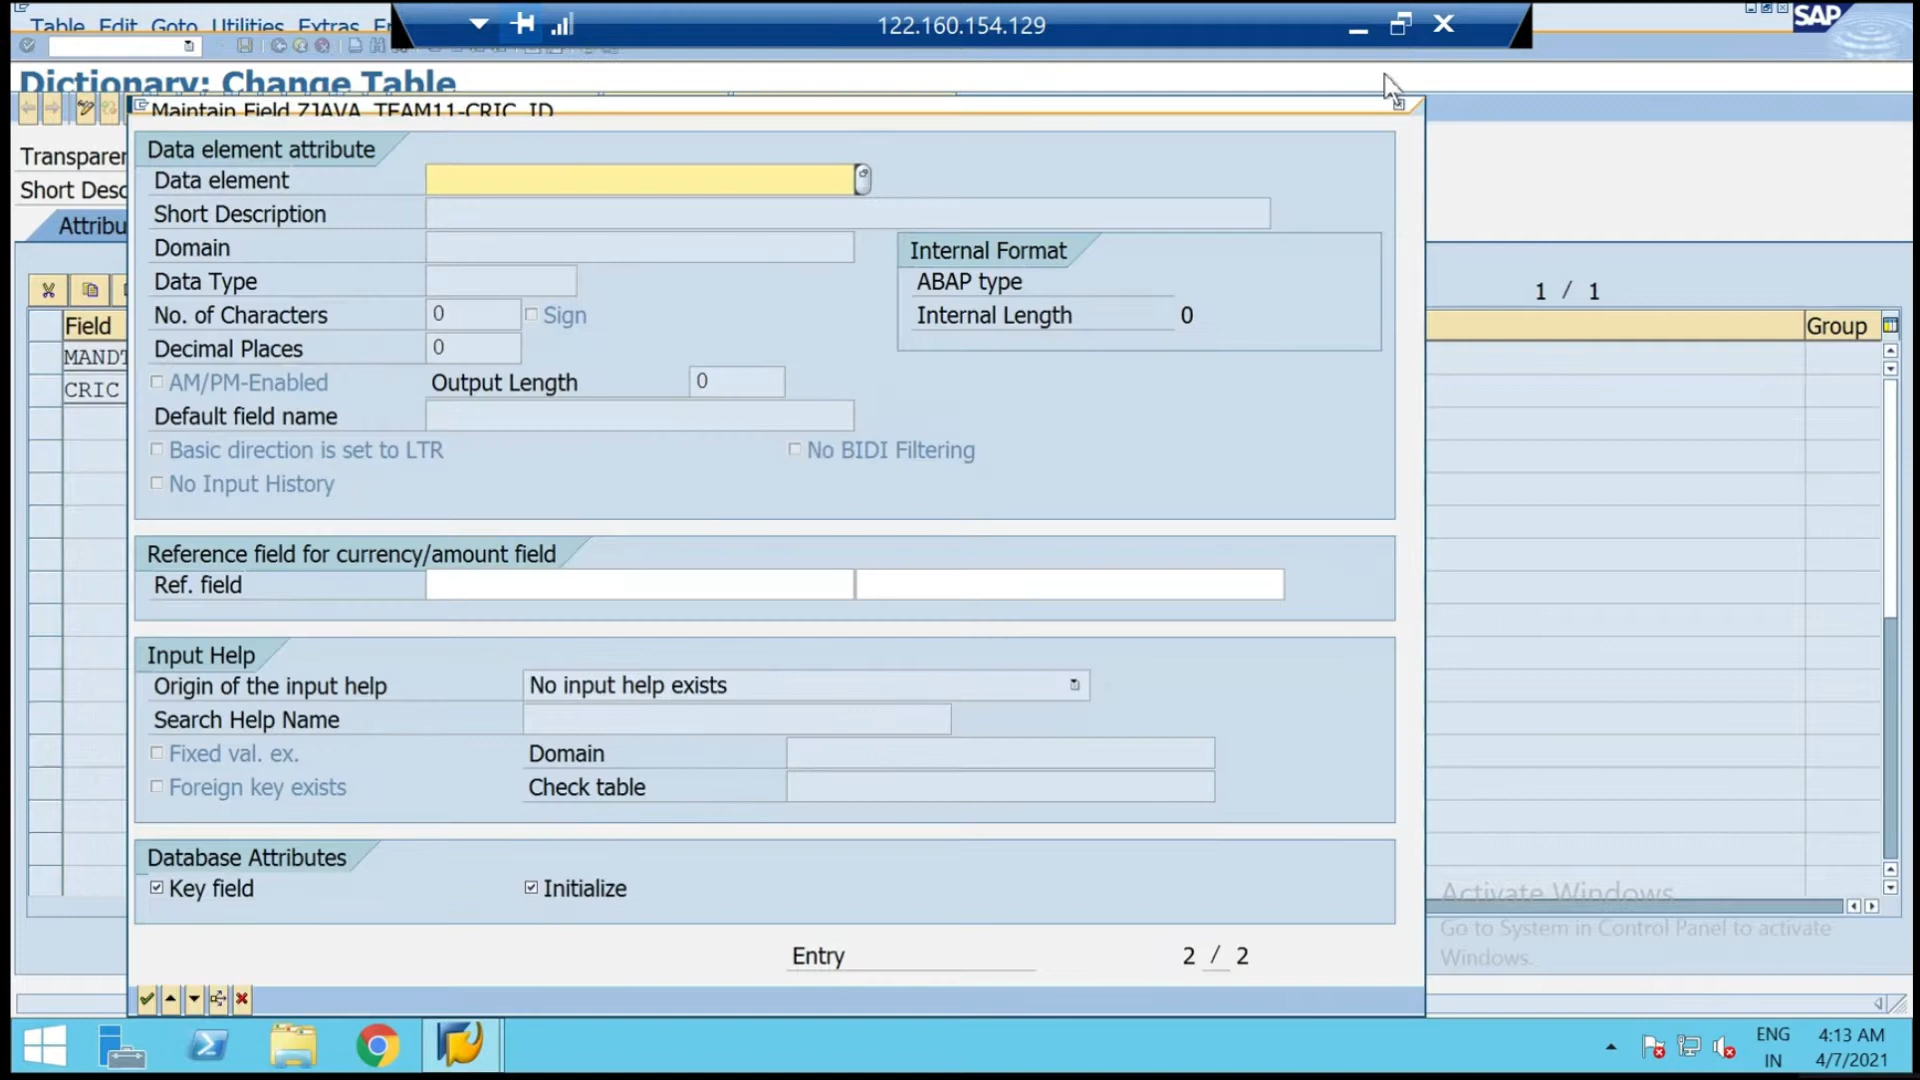 Table Edit Goto Utilities Extras
122.160.154.129
SAP
Dictionary: Change Table
Maintain Field ZJAVA_TEAM11-CRIC_ID
Transparen
Short Desc
Attribu
Data element attribute
Data element
Short Description
Domain
Data Type
No. of Characters 0 Sign
Decimal Places 0
AM/PM-Enabled Output Length 0
Default field name
Basic direction is set to LTR No BIDI Filtering
No Input History
Internal Format
ABAP type
Internal Length 0
1 / 1
Field Group
MANDT
CRIC
Reference field for currency/amount field
Ref. field
Input Help
Origin of the input help No input help exists
Search Help Name
Fixed val. ex. Domain
Foreign key exists Check table
Database Attributes
Key field Initialize
Entry 2 / 2
Activate Windows
Go to System in Control Panel to activate
Windows.
ENG
IN
4:13 AM
4/7/2021